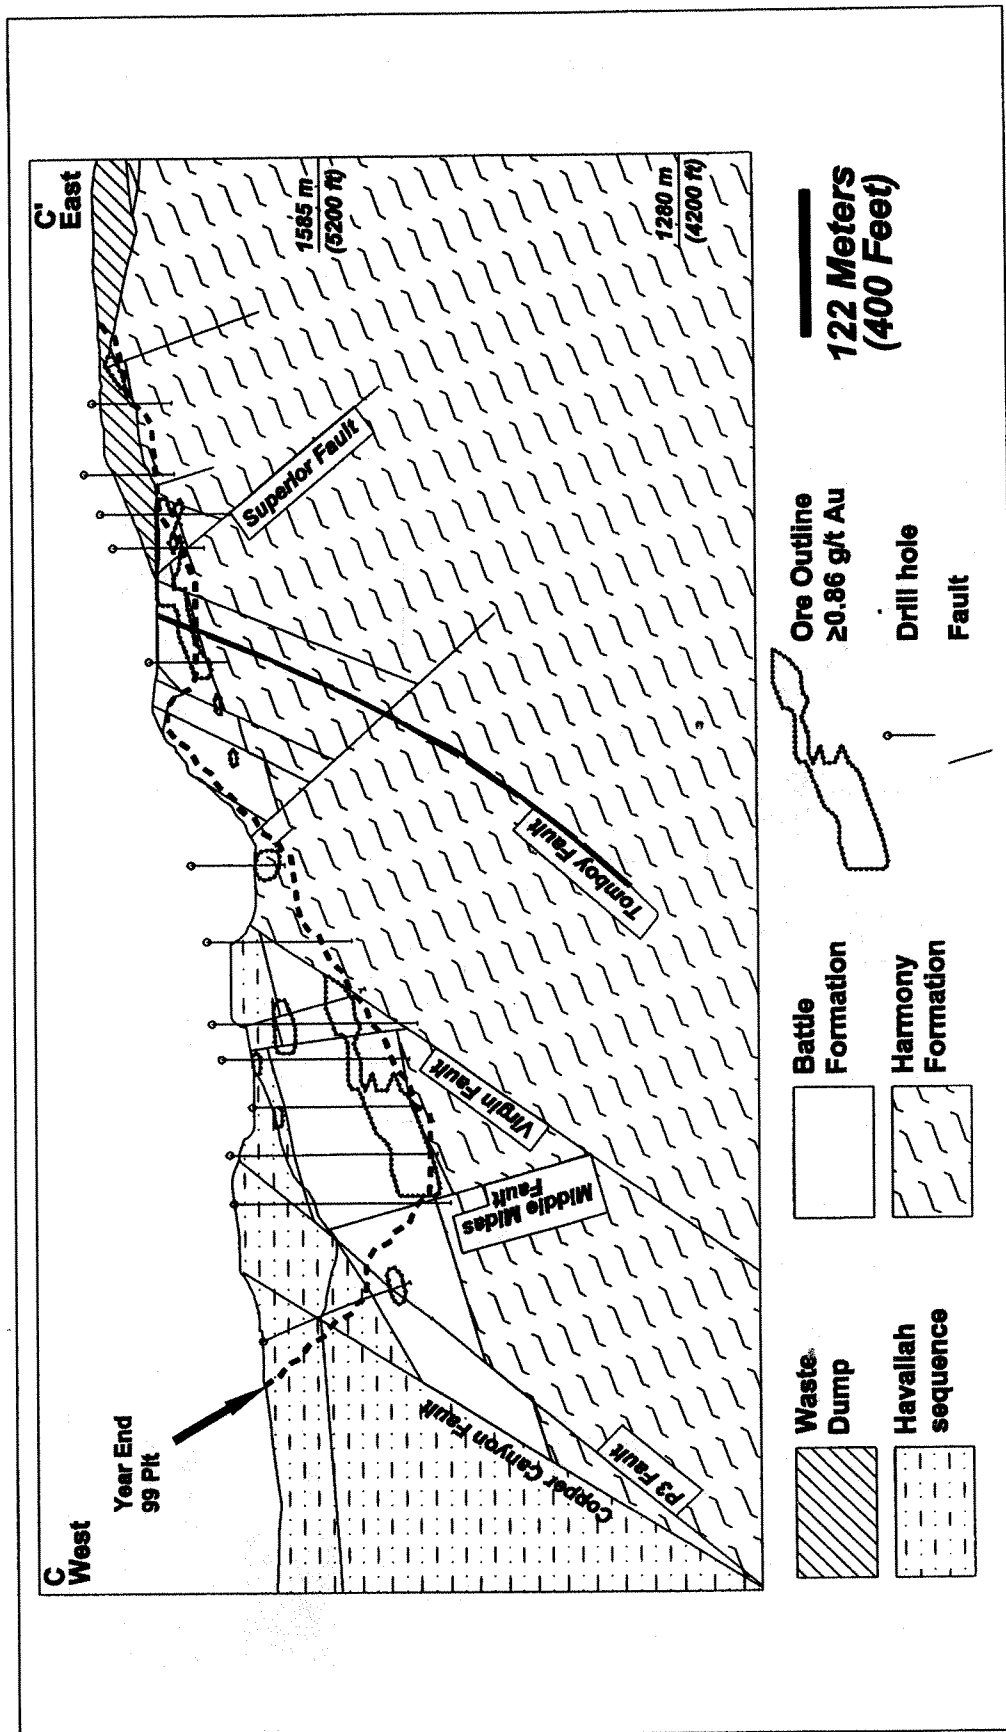 C
West
C'
East
Year End
99 Pit
1585 m
(5200 ft)
1280 m
(4200 ft)
Superior Fault
Tomboy Fault
Virgin Fault
Middle Midas
Fault
P3 Fault
Copper Canyon Fault
Waste
Dump
Havallah
sequence
Battle
Formation
Harmony
Formation
Ore Outline
≥0.86 g/t Au
Drill hole
Fault
122 Meters
(400 Feet)